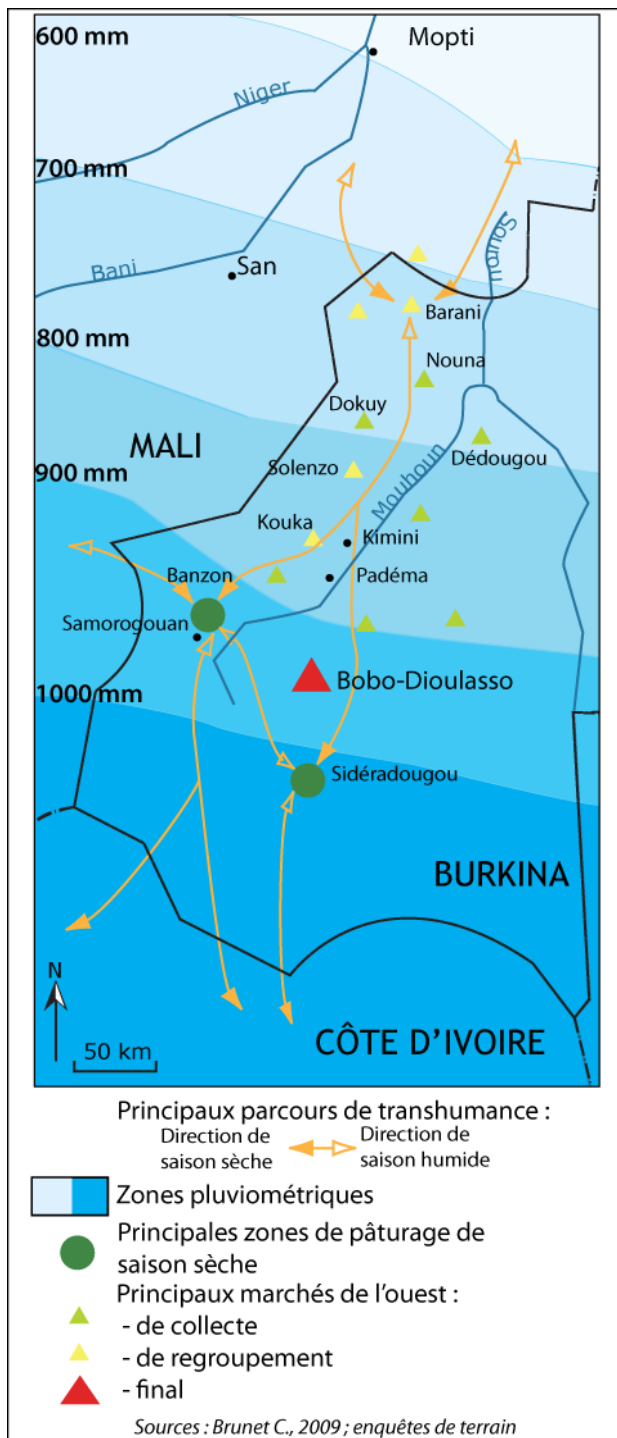 600 mm
Mopti
Niger
700 mm
Sourou
Bani
San
Barani
800 mm
Nouna
Dokuy
MALI
Dédougou
Solenzo
900 mm
Mouhoun
Kouka
Kimini
Banzon
Padéma
Samorogouan
Bobo-Dioulasso
1000 mm
Sidéradougou
BURKINA
N
CÔTE D'IVOIRE
50 km
Principaux parcours de transhumance :
Direction de saison sèche
Direction de saison humide
Zones pluviométriques
Principales zones de pâturage de
saison sèche
Principaux marchés de l'ouest :
- de collecte
- de regroupement
- final
Sources : Brunet C., 2009 ; enquêtes de terrain